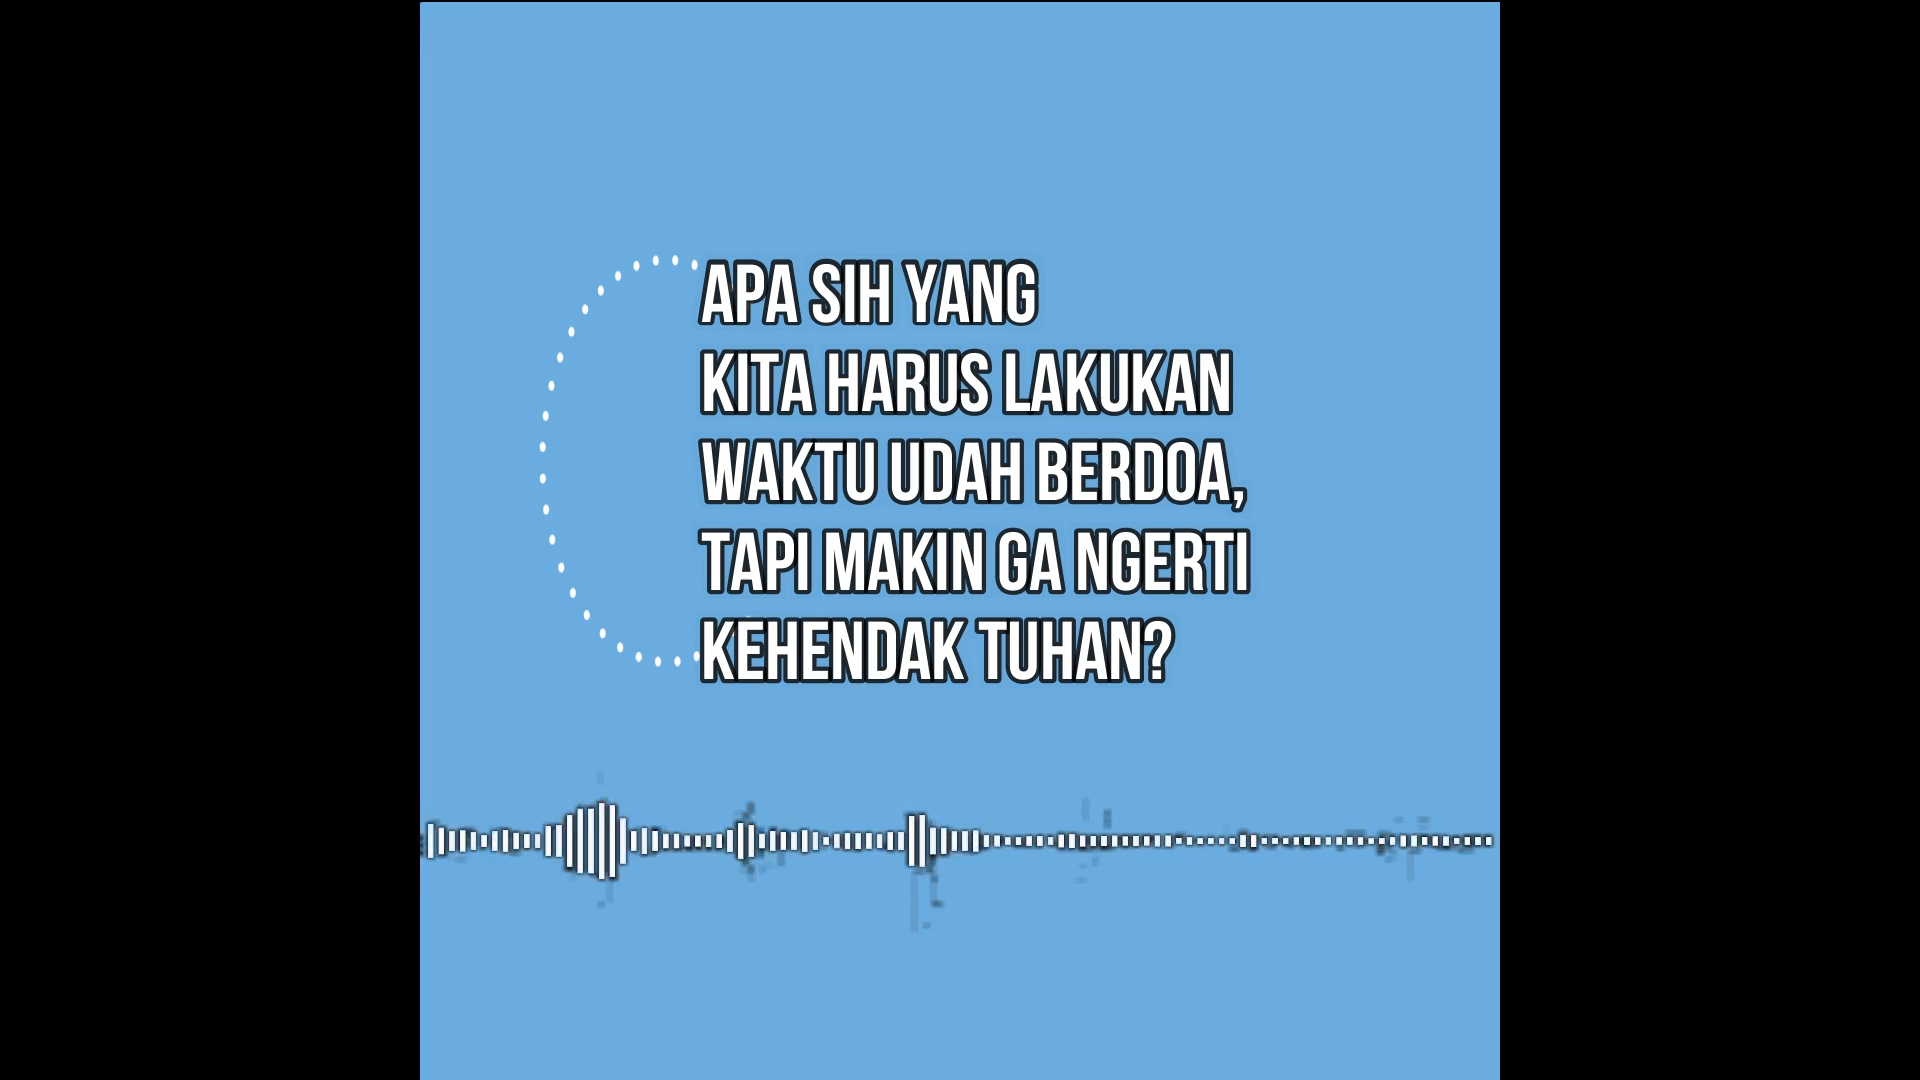 APA SIH YANG
KITA HARUS LAKUKAN
WAKTU UDAH BERDOA,
TAPI MAKIN GA NGERTI
KEHENDAK TUHAN?